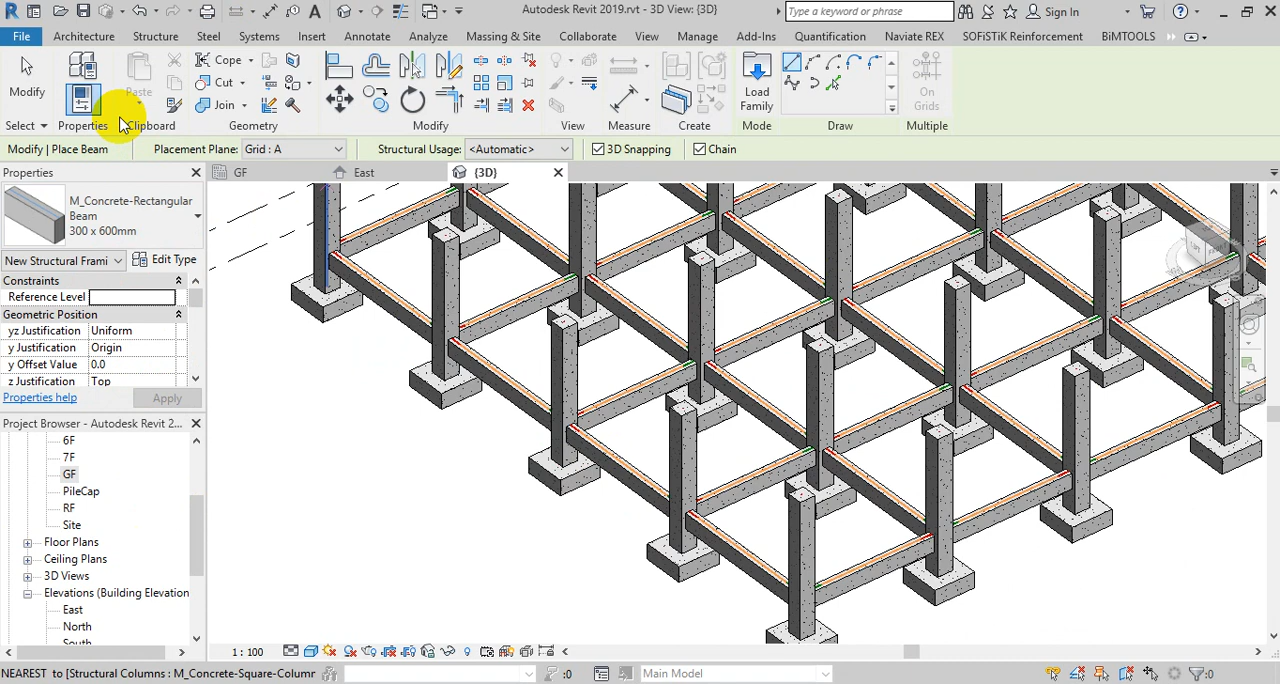 Autodesk Revit 2019.rvt - 3D View: {3D}
Type a keyword or phrase
Sign In
File
Architecture
Structure
Steel
Systems
Insert
Annotate
Analyze
Massing & Site
Collaborate
View
Manage
Add-Ins
Quantification
Naviate REX
SOFiSTiK Reinforcement
BiMTOOLS
Modify
Paste
Cope
Cut
Join
Load
Family
On
Grids
Select
Properties
Clipboard
Geometry
Modify
View
Measure
Create
Mode
Draw
Multiple
Modify | Place Beam
Placement Plane: Grid : A
Structural Usage: <Automatic>
3D Snapping
Chain
Properties
GF
East
{3D}
M_Concrete-Rectangular
Beam
300 x 600mm
New Structural Frami
Edit Type
Constraints
Reference Level
Geometric Position
yz Justification Uniform
y Justification Origin
y Offset Value 0.0
z Justification Top
Properties help
Apply
Project Browser - Autodesk Revit 2...
6F
7F
GF
PileCap
RF
Site
Floor Plans
Ceiling Plans
3D Views
Elevations (Building Elevation
East
North
South
1 : 100
NEAREST to [Structural Columns : M_Concrete-Square-Column
:0
Main Model
:0